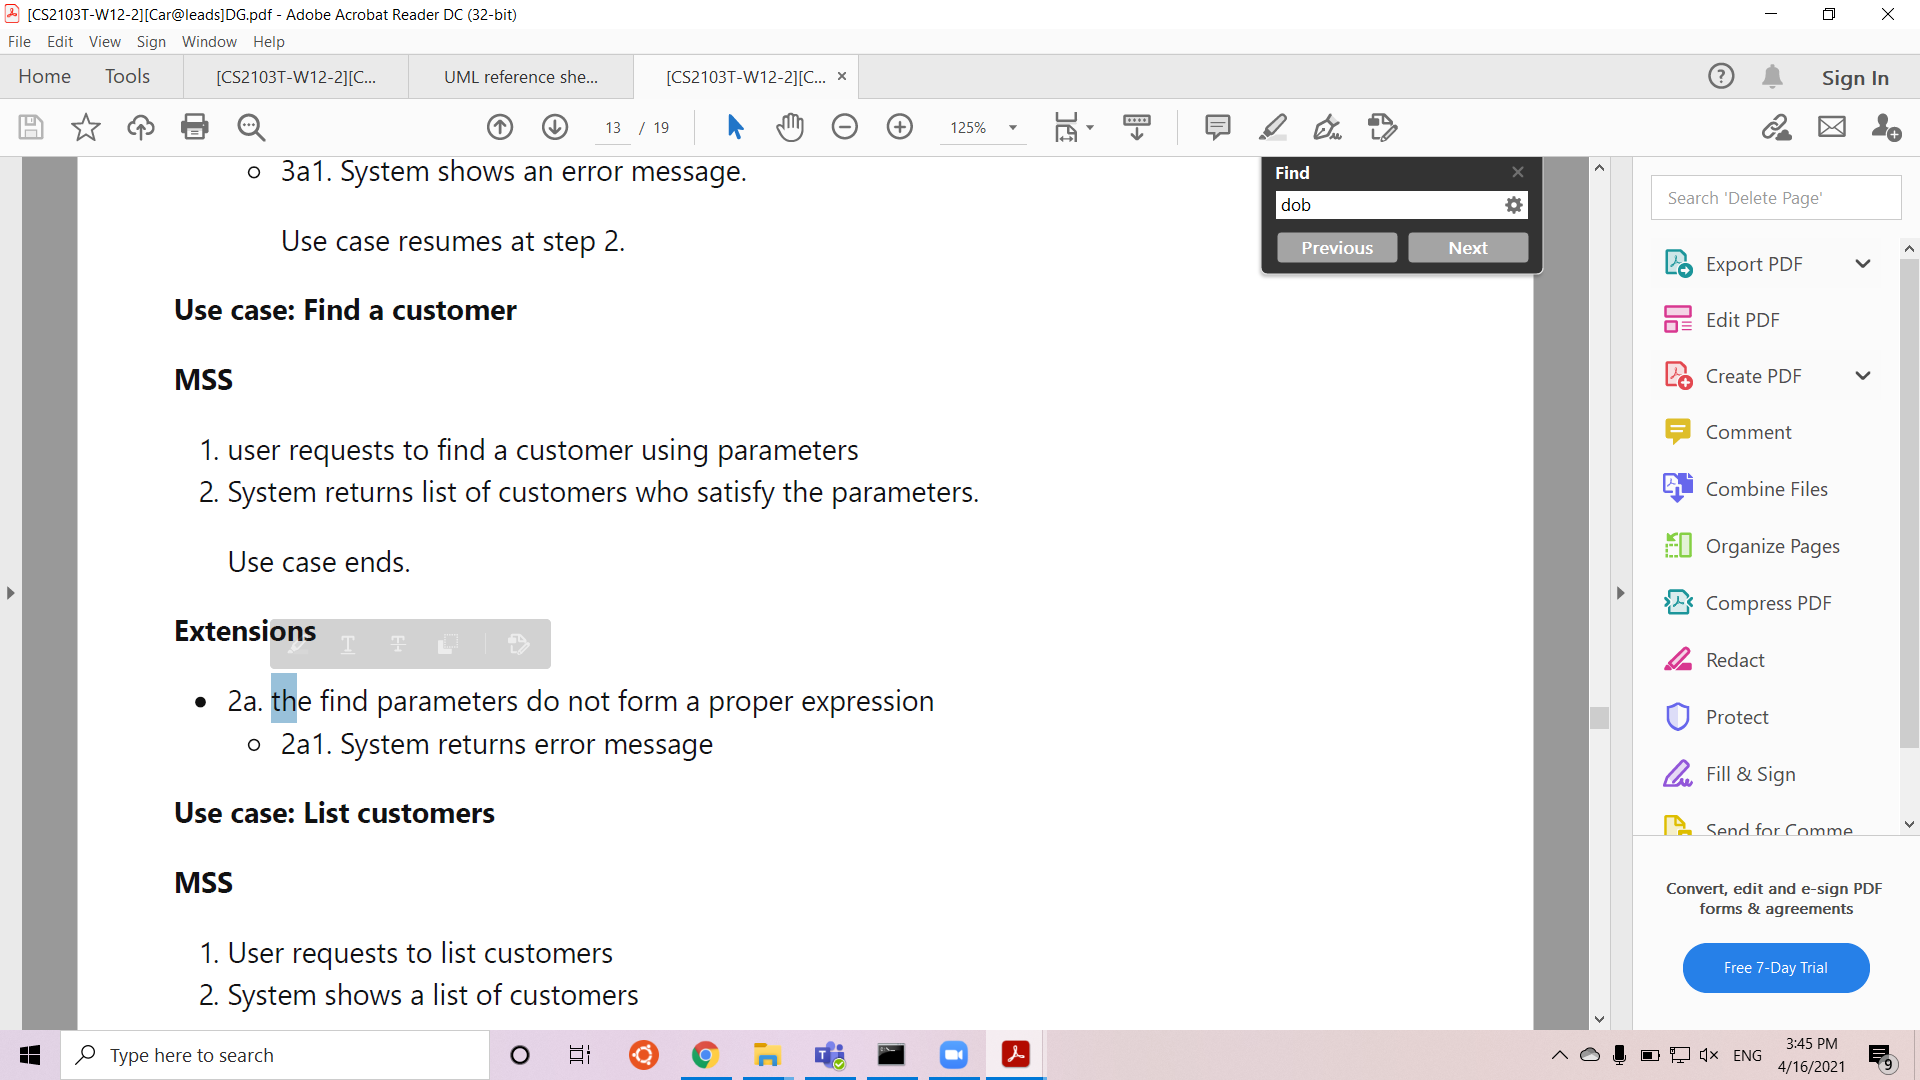 [CS2103T-W12-2][Car@leads]DG.pdf - Adobe Acrobat Reader DC (32-bit)
File Edit View Sign Window Help
Home Tools [CS2103T-W12-2][C... UML reference she... [CS2103T-W12-2][C... Sign In
13 / 19 125%
3a1. System shows an error message.
Use case resumes at step 2.
Use case: Find a customer
MSS
1. user requests to find a customer using parameters
2. System returns list of customers who satisfy the parameters.
Use case ends.
Extensions
2a. the find parameters do not form a proper expression
2a1. System returns error message
Use case: List customers
MSS
1. User requests to list customers
2. System shows a list of customers
Find
dob
Previous Next
Search 'Delete Page'
Export PDF
Edit PDF
Create PDF
Comment
Combine Files
Organize Pages
Compress PDF
Redact
Protect
Fill & Sign
Send for Comme
Convert, edit and e-sign PDF
forms & agreements
Free 7-Day Trial
Type here to search
ENG
3:45 PM
4/16/2021
9